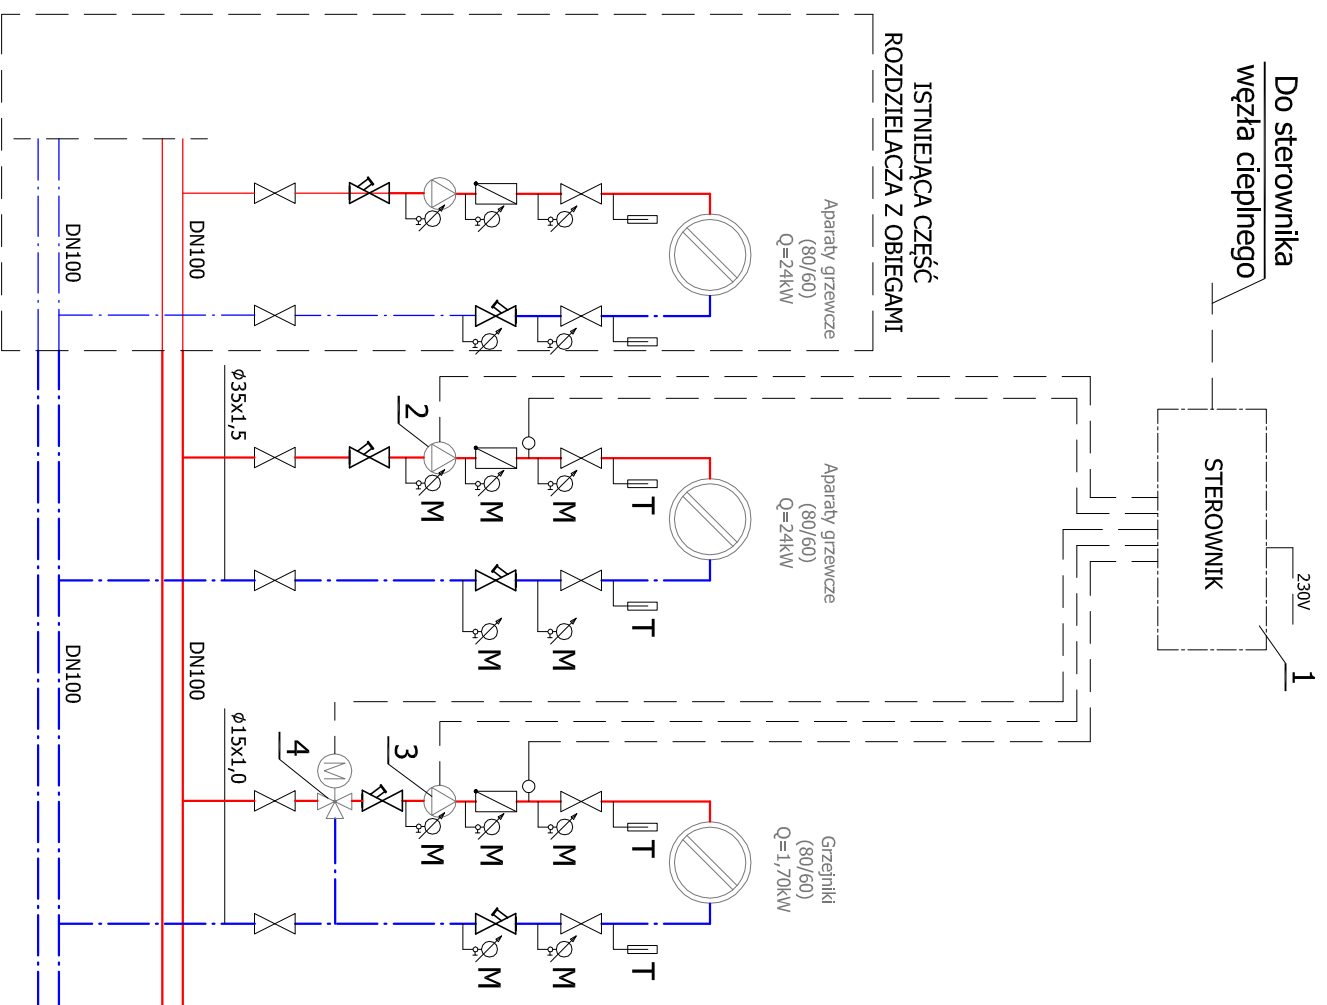 Do sterownika
węzła cieplnego
ISTNIEJĄCA CZĘŚĆ
ROZDZIELACZA Z OBIEGAMI
230V
1
STEROWNIK
Aparaty grzewcze
(80/60)
Q=24kW
Aparaty grzewcze
(80/60)
Q=24kW
Grzejniki
(80/60)
Q=1,70kW
T
T
T
T
M
M
M
M
M
M
M
M
M
M
2
3
4
M
ϕ35x1,5
ϕ15x1,0
DN100
DN100
DN100
DN100